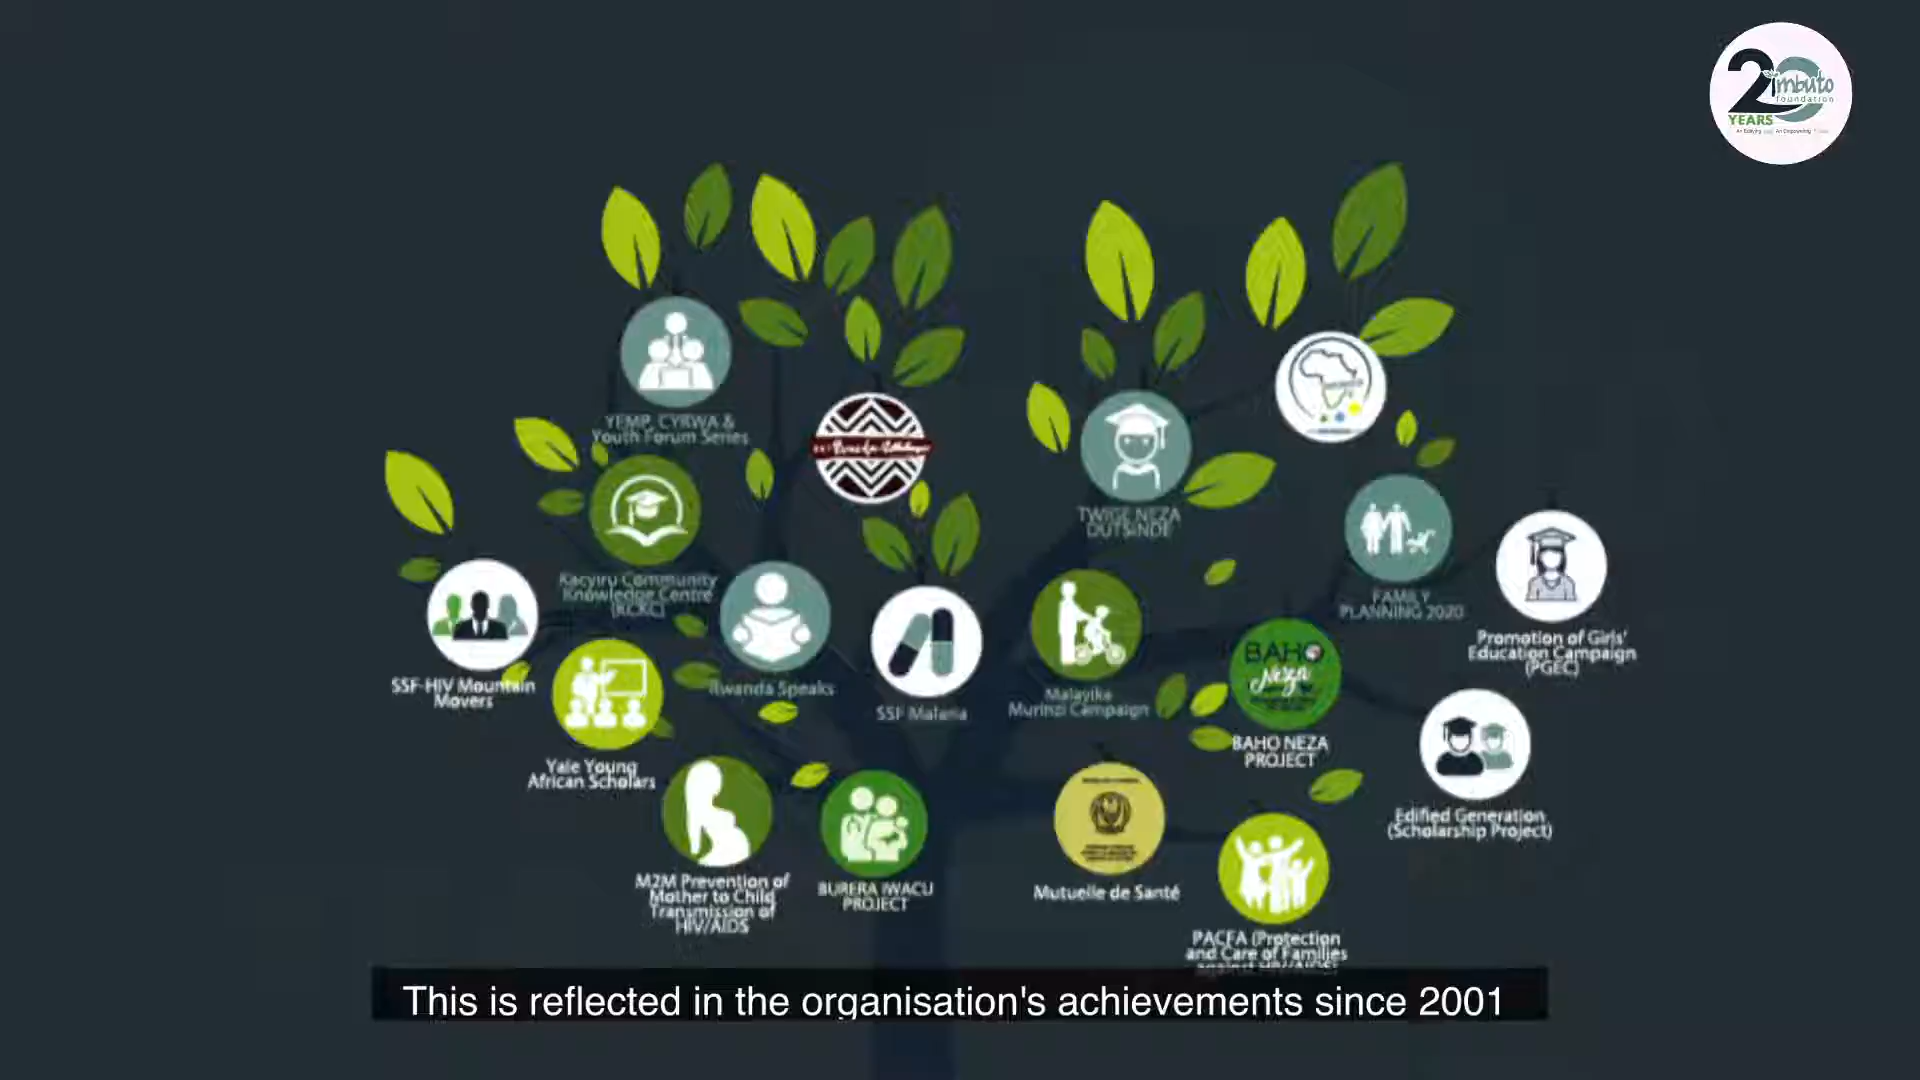 20
imbuto
foundation
YEARS
YEMP, CYRWA &
Youth Forum Series
TWIGE NEZA
DUTSINDE
Kacyiru Community
Knowledge Centre
(KCKC)
FAMILY
PLANNING 2020
Promotion of Girls'
Education Campaign
(PGEC)
SSF-HIV Mountain
Movers
Rwanda Speaks
SSF Malaria
Malayika
Murinzi Campaign
BAHO
Neza
BAHO NEZA
PROJECT
Yale Young
African Scholars
Edified Generation
(Scholarship Project)
M2M Prevention of
Mother to Child
Transmission of
HIV/AIDS
BURERA IWACU
PROJECT
Mutuelle de Santé
PACFA (Protection
and Care of Families
against HIV/AIDS)
This is reflected in the organisation's achievements since 2001